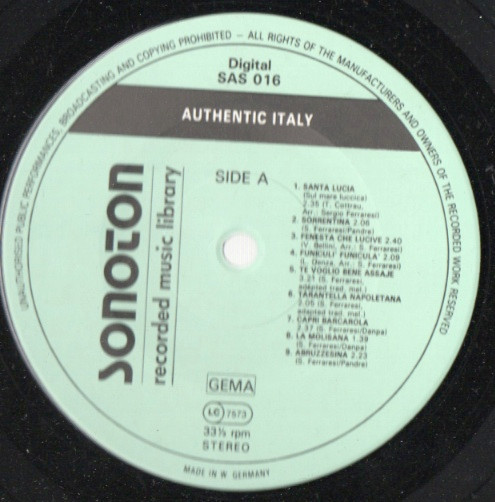 UNAUTHORISED PUBLIC PERFORMANCES, BROADCASTING AND COPYING PROHIBITED – ALL RIGHTS OF THE MANUFACTURERS AND OWNERS OF THE RECORDED WORK RESERVED
Digital
SAS 016
AUTHENTIC ITALY
sonoton
recorded music library
SIDE A
1. SANTA LUCIA
(Sul mare luccica)
2.35 (T. Cottrau,
Arr.: Sergio Ferraresi)
2. SORRENTINA 2.06
(S. Ferraresi/Pandre)
3. FENESTA CHE LUCIVE 2.40
(V. Bellini, Arr.: S. Ferraresi)
4. FUNICULI' FUNICULA' 2.09
(L. Denza, Arr.: S. Ferraresi)
5. TE VOGLIO BENE ASSAJE
3.21 (S. Ferraresi,
adapted trad. mel.)
6. TARANTELLA NAPOLETANA
3.05 (S. Ferraresi,
adapted trad. mel.)
7. CAPRI BARCAROLA
2.37 (S. Ferraresi/Danpa)
8. LA MOLISANA 1.39
(S. Ferraresi/Danpa)
9. ABRUZZESINA 2.23
(S. Ferraresi/Pandre)
GEMA
LC 7573
33⅓ rpm
STEREO
MADE IN W. GERMANY